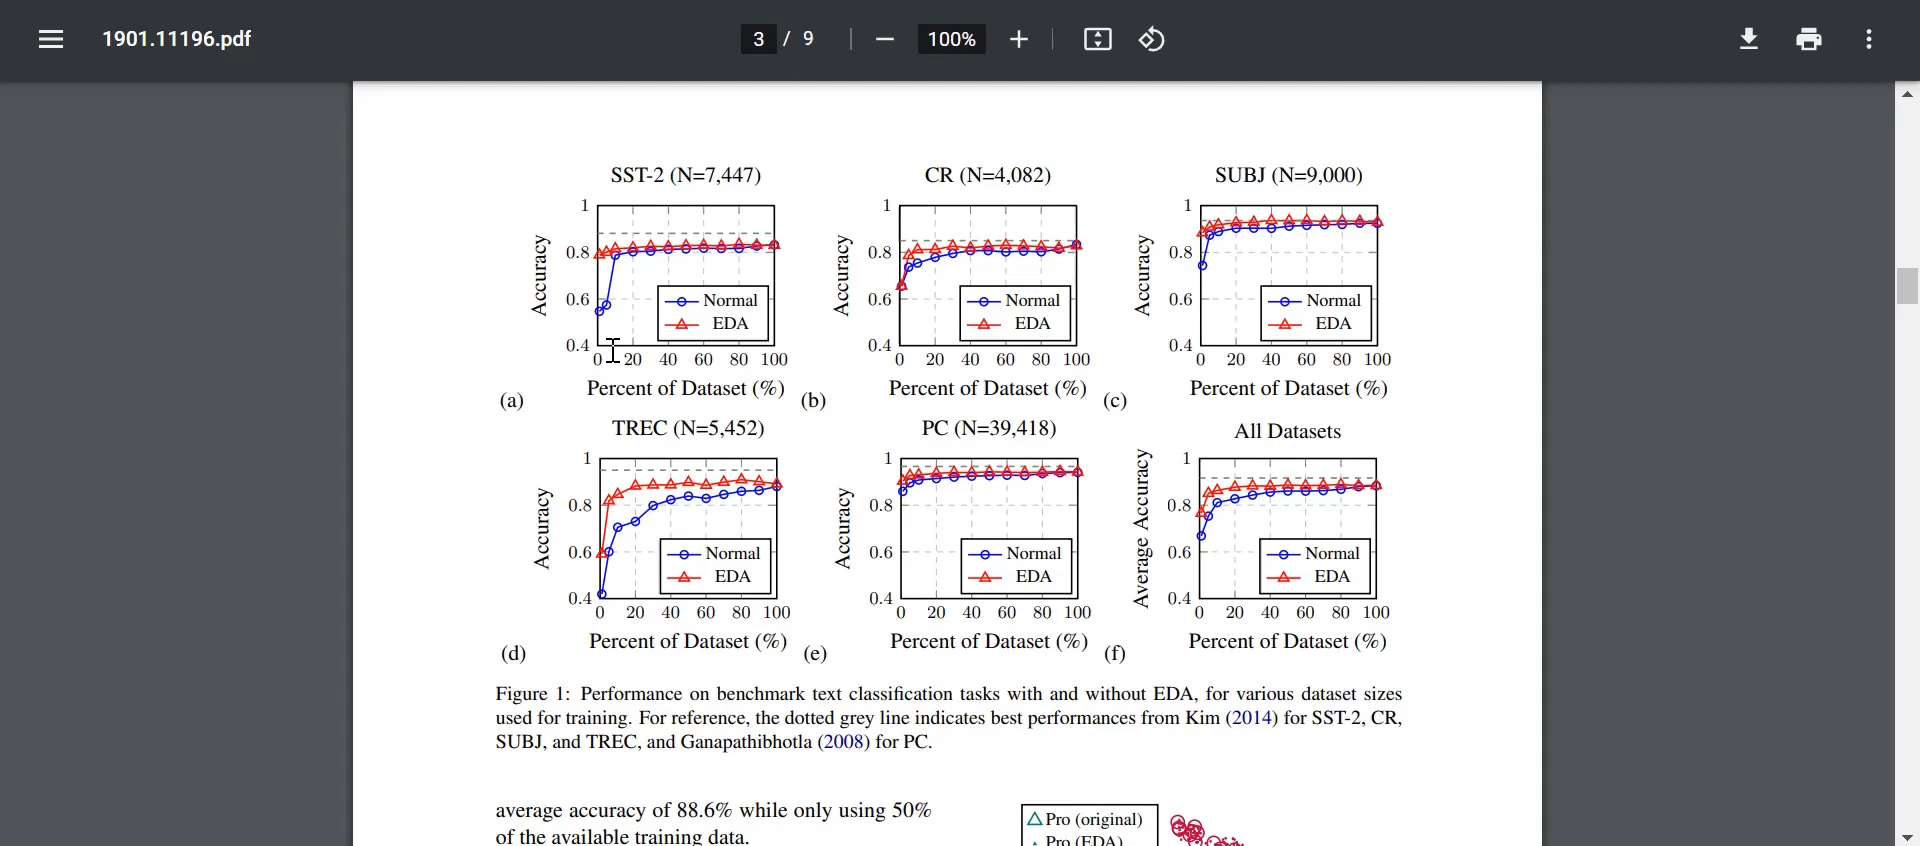 1901.11196.pdf
3 / 9
100%
SST-2 (N=7,447)
1
0.8
0.6
0.4
Accuracy
Normal
EDA
0 20 40 60 80 100
Percent of Dataset (%)
(a)
CR (N=4,082)
1
0.8
0.6
0.4
Accuracy
Normal
EDA
0 20 40 60 80 100
Percent of Dataset (%)
(b)
SUBJ (N=9,000)
1
0.8
0.6
0.4
Accuracy
Normal
EDA
0 20 40 60 80 100
Percent of Dataset (%)
(c)
TREC (N=5,452)
1
0.8
0.6
0.4
Accuracy
Normal
EDA
0 20 40 60 80 100
Percent of Dataset (%)
(d)
PC (N=39,418)
1
0.8
0.6
0.4
Accuracy
Normal
EDA
0 20 40 60 80 100
Percent of Dataset (%)
(e)
All Datasets
1
0.8
0.6
0.4
Average Accuracy
Normal
EDA
0 20 40 60 80 100
Percent of Dataset (%)
(f)
Figure 1: Performance on benchmark text classification tasks with and without EDA, for various dataset sizes
used for training. For reference, the dotted grey line indicates best performances from Kim (2014) for SST-2, CR,
SUBJ, and TREC, and Ganapathibhotla (2008) for PC.
average accuracy of 88.6% while only using 50%
of the available training data.
Pro (original)
Pro (EDA)